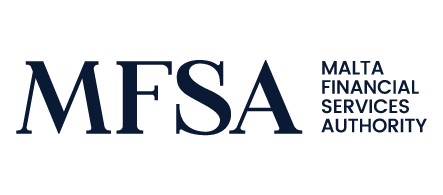 MFSA
MALTA
FINANCIAL
SERVICES
AUTHORITY